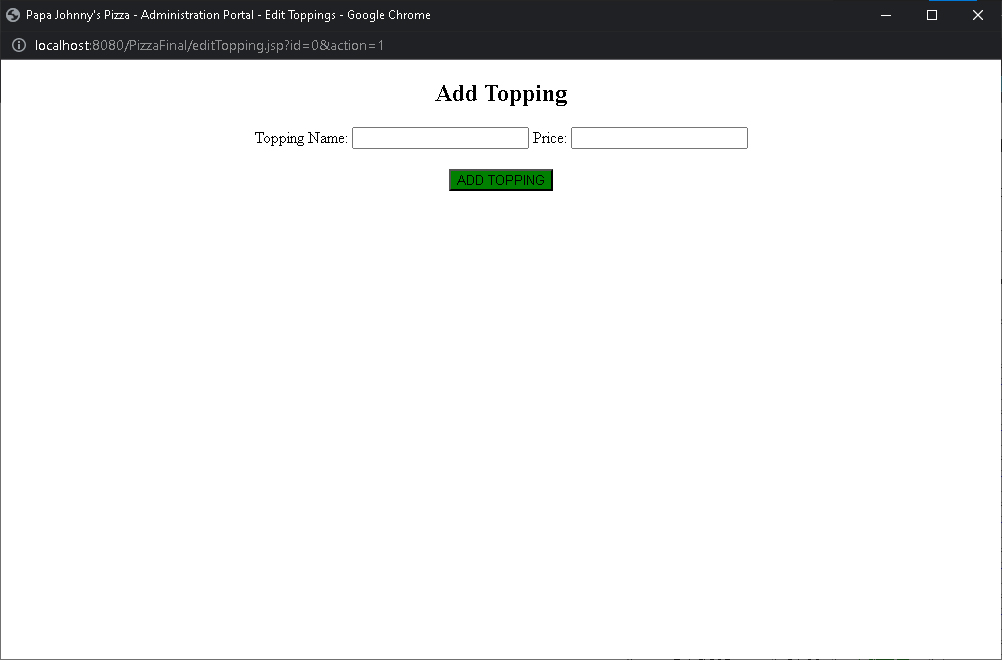 Papa Johnny's Pizza - Administration Portal - Edit Toppings - Google Chrome
localhost:8080/PizzaFinal/editTopping.jsp?id=0&action=1
Add Topping
Topping Name: Price:
ADD TOPPING